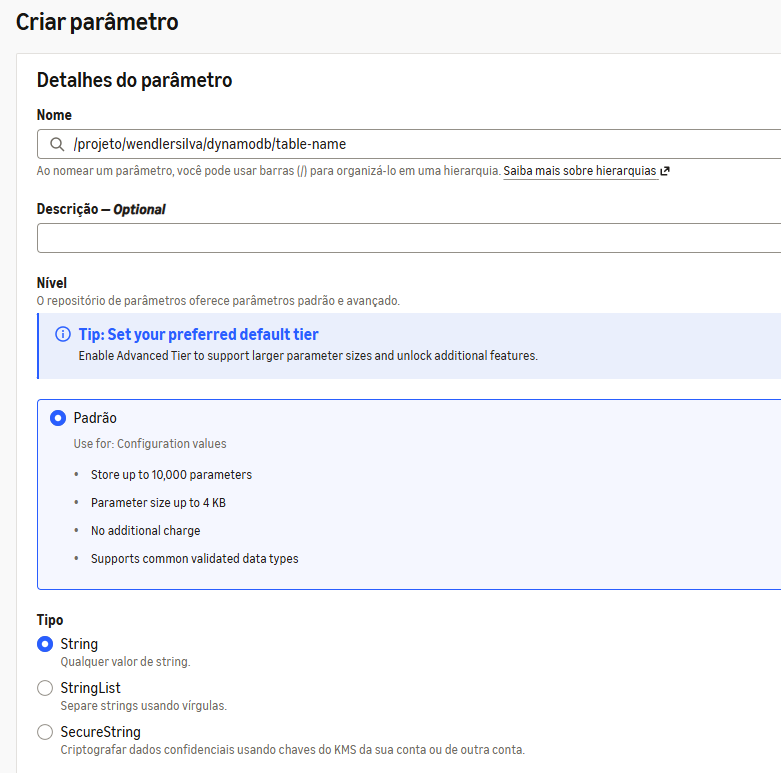 Criar parâmetro
Detalhes do parâmetro
Nome
/projeto/wendlersilva/dynamodb/table-name
Ao nomear um parâmetro, você pode usar barras (/) para organizá-lo em uma hierarquia. Saiba mais sobre hierarquias
Descrição – Optional
Nível
O repositório de parâmetros oferece parâmetros padrão e avançado.
Tip: Set your preferred default tier
Enable Advanced Tier to support larger parameter sizes and unlock additional features.
Padrão
Use for: Configuration values
• Store up to 10,000 parameters
• Parameter size up to 4 KB
• No additional charge
• Supports common validated data types
Tipo
String
Qualquer valor de string.
StringList
Separe strings usando vírgulas.
SecureString
Criptografar dados confidenciais usando chaves do KMS da sua conta ou de outra conta.